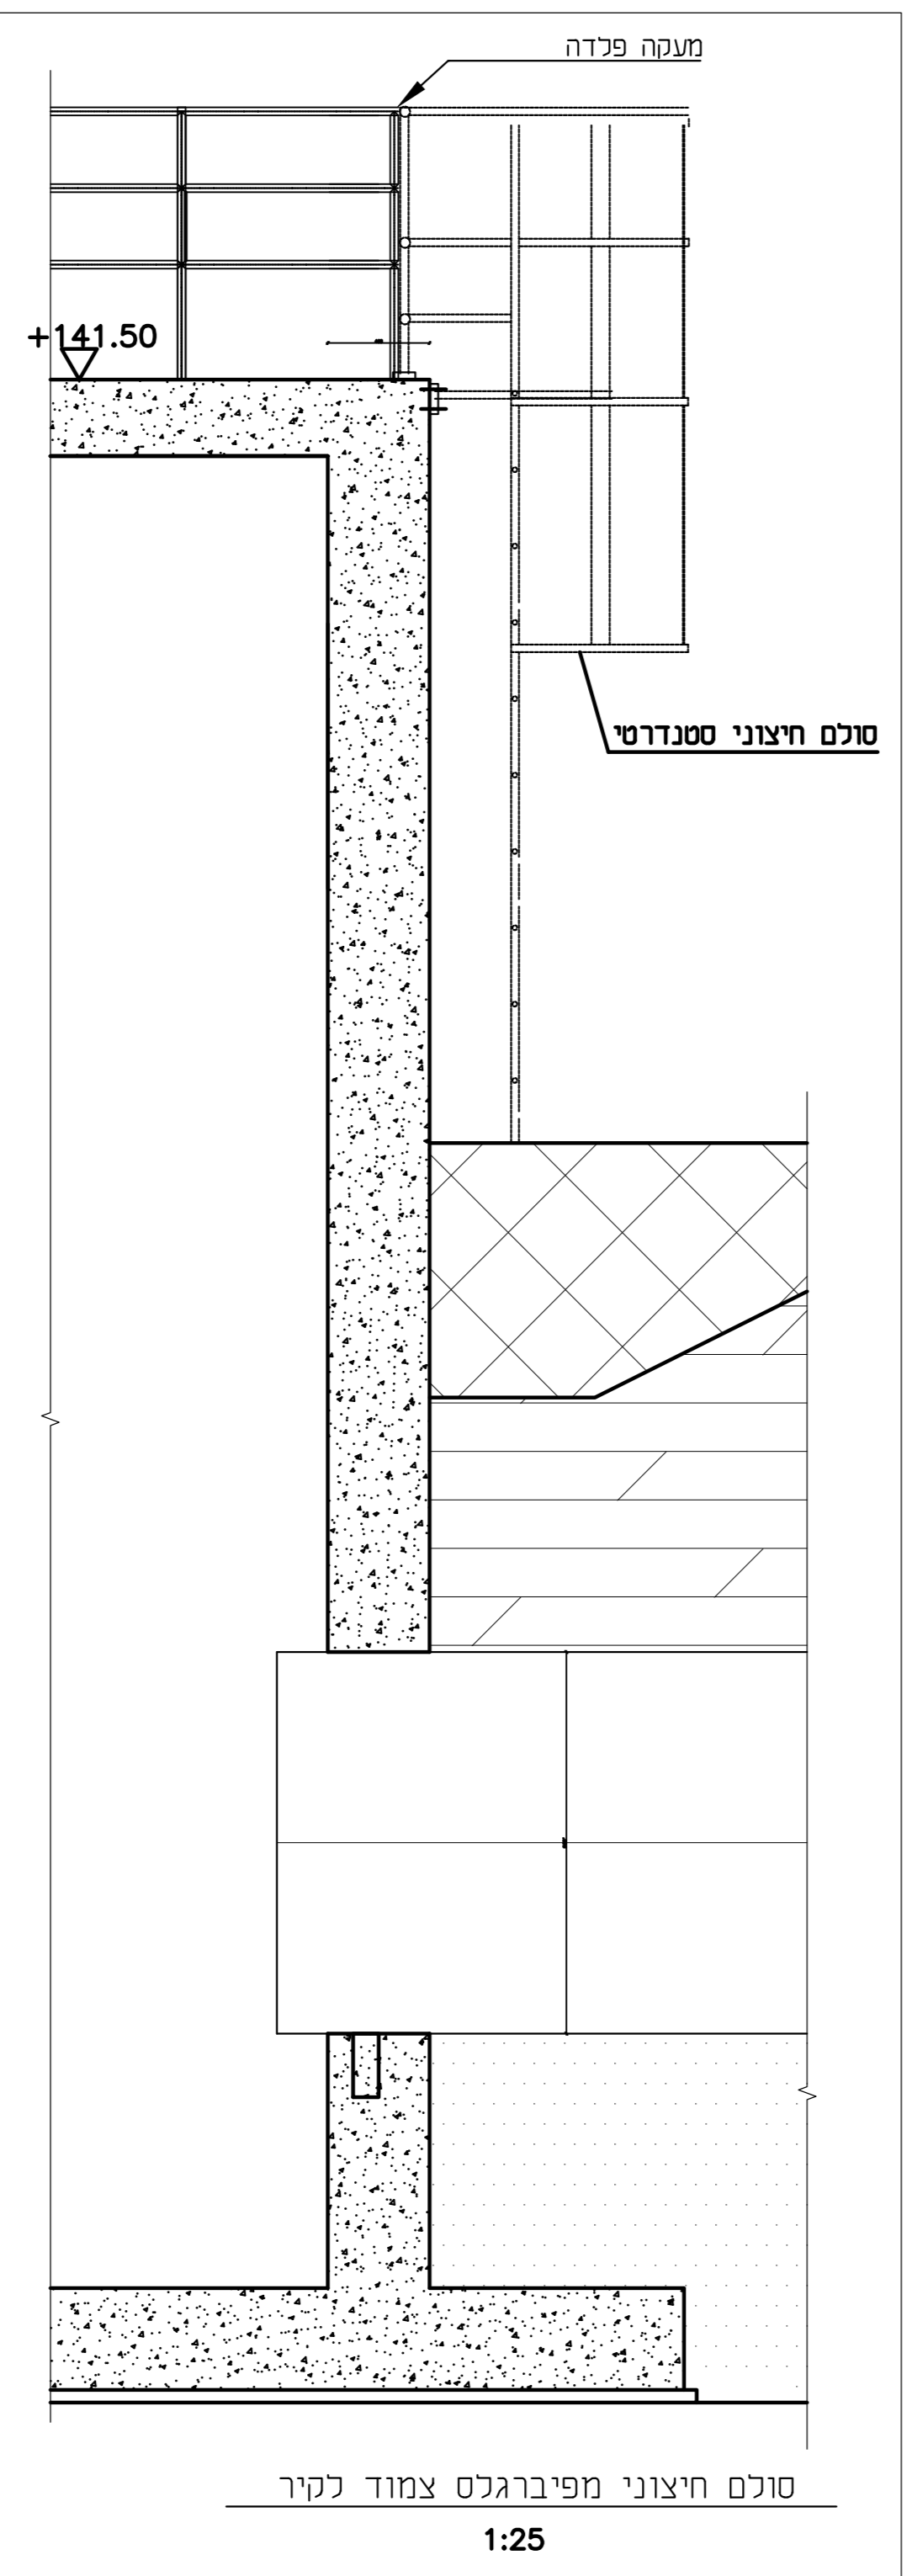 מעקה פלדה
+141.50
סולם חיצוני סטנדרטי
סולם חיצוני מפיברגלס צמוד לקיר
1:25